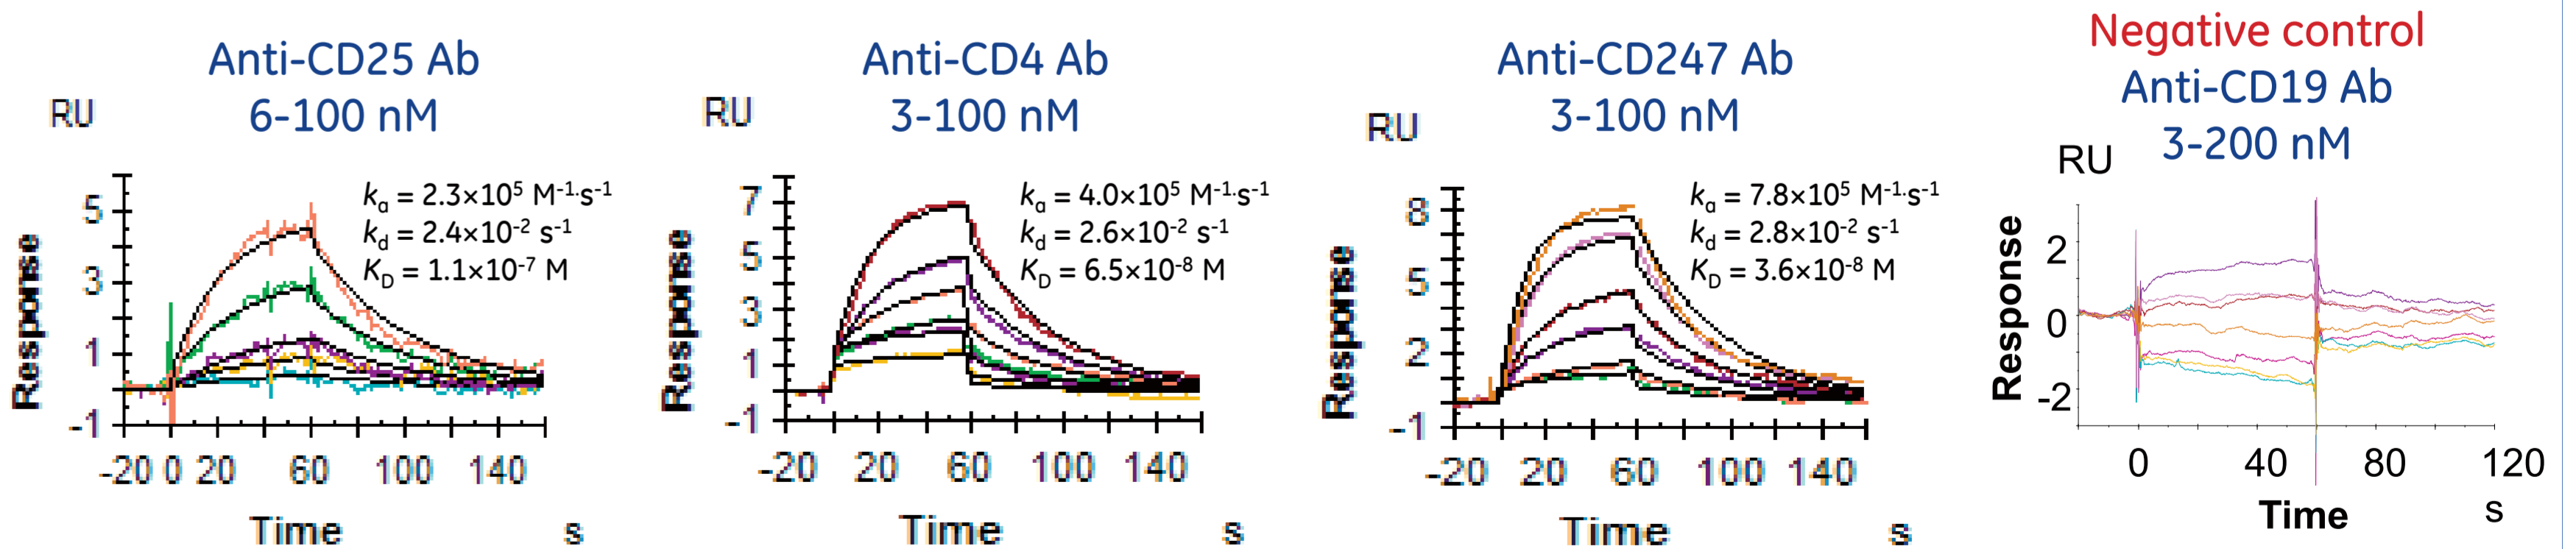 Anti-CD25 Ab
6-100 nM
RU
kₐ = 2.3×10⁵ M⁻¹·s⁻¹
k_d = 2.4×10⁻² s⁻¹
K_D = 1.1×10⁻⁷ M
5
3
1
-1
Response
-20 0 20 60 100 140
Time s
Anti-CD4 Ab
3-100 nM
RU
kₐ = 4.0×10⁵ M⁻¹·s⁻¹
k_d = 2.6×10⁻² s⁻¹
K_D = 6.5×10⁻⁸ M
7
5
3
1
-1
Response
-20 20 60 100 140
Time s
Anti-CD247 Ab
3-100 nM
RU
kₐ = 7.8×10⁵ M⁻¹·s⁻¹
k_d = 2.8×10⁻² s⁻¹
K_D = 3.6×10⁻⁸ M
8
5
2
-1
Response
-20 20 60 100 140
Time s
Negative control
Anti-CD19 Ab
3-200 nM
RU
2
0
-2
Response
0 40 80 120
Time s